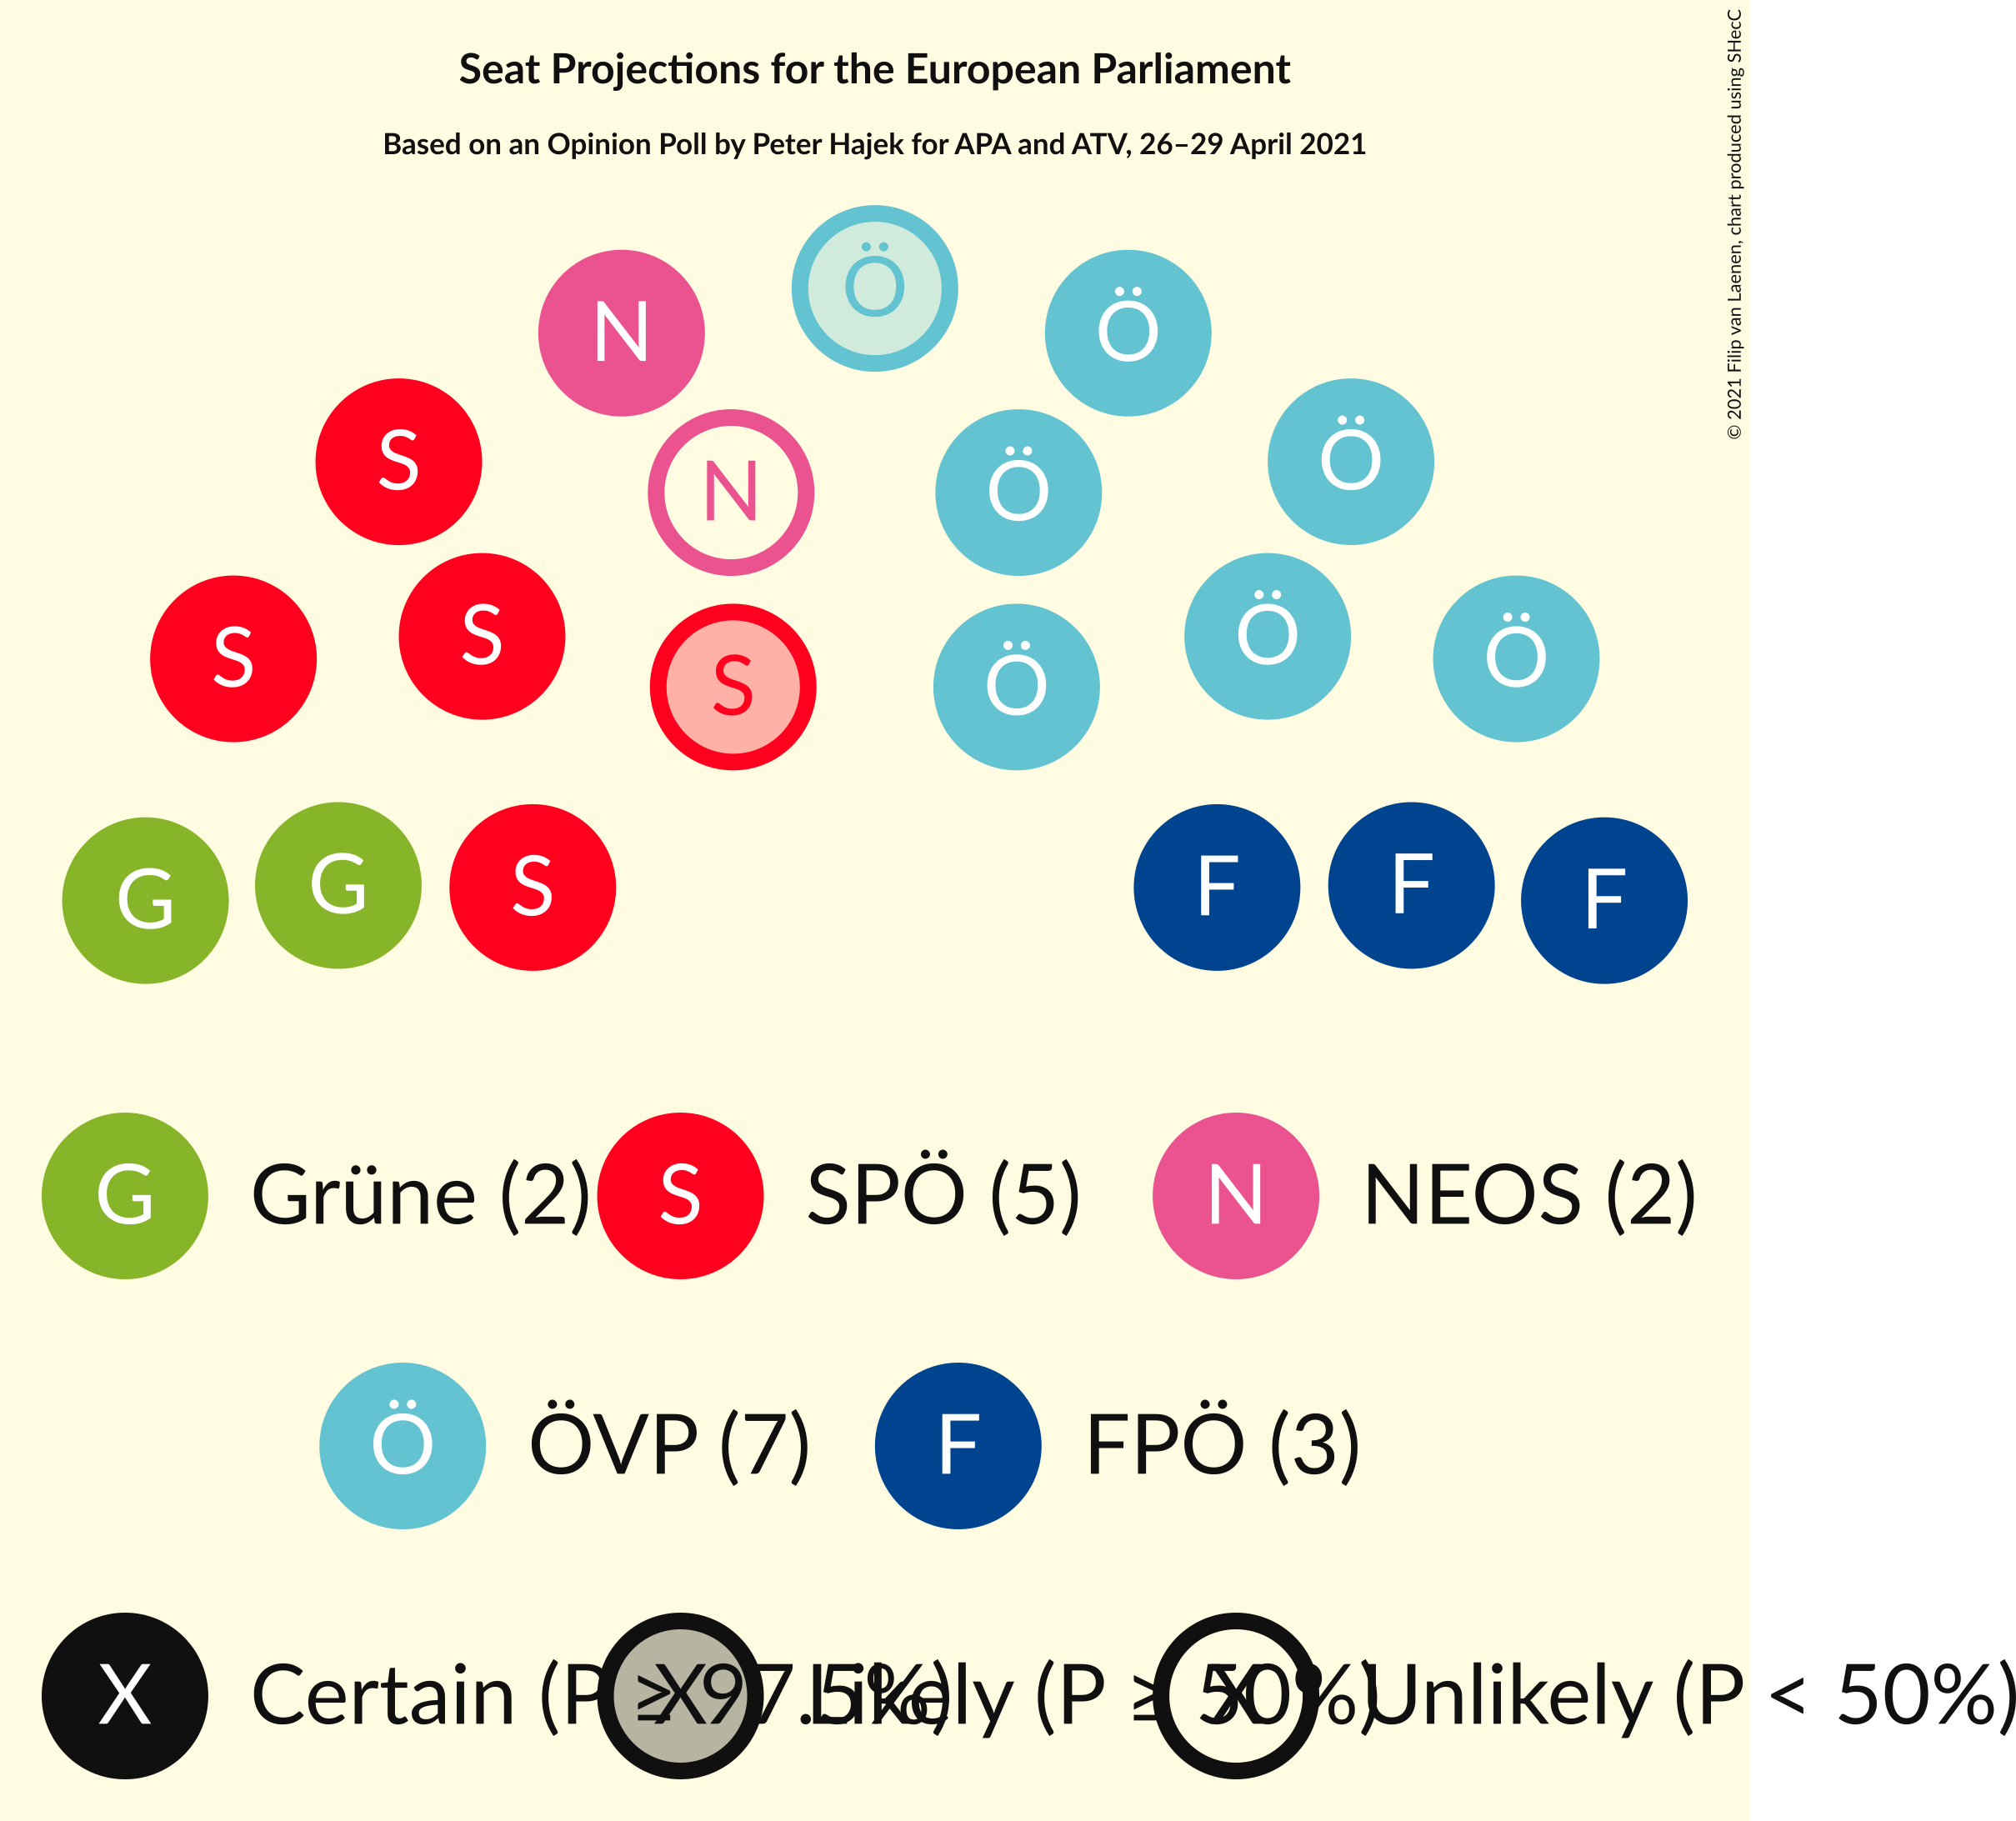 Seat Projections for the European Parliament
Based on an Opinion Poll by Peter Hajek for APA and ATV, 26–29 April 2021
© 2021 Filip van Laenen, chart produced using SHecC
Ö
N Ö
S Ö
N Ö
S S Ö Ö
S Ö
G G S F F F
G Grüne (2) S SPÖ (5) N NEOS (2)
Ö ÖVP (7) F FPÖ (3)
X Certain (P ≥ 97.5%) X Likely (P ≥ 50%) X Unlikely (P < 50%)